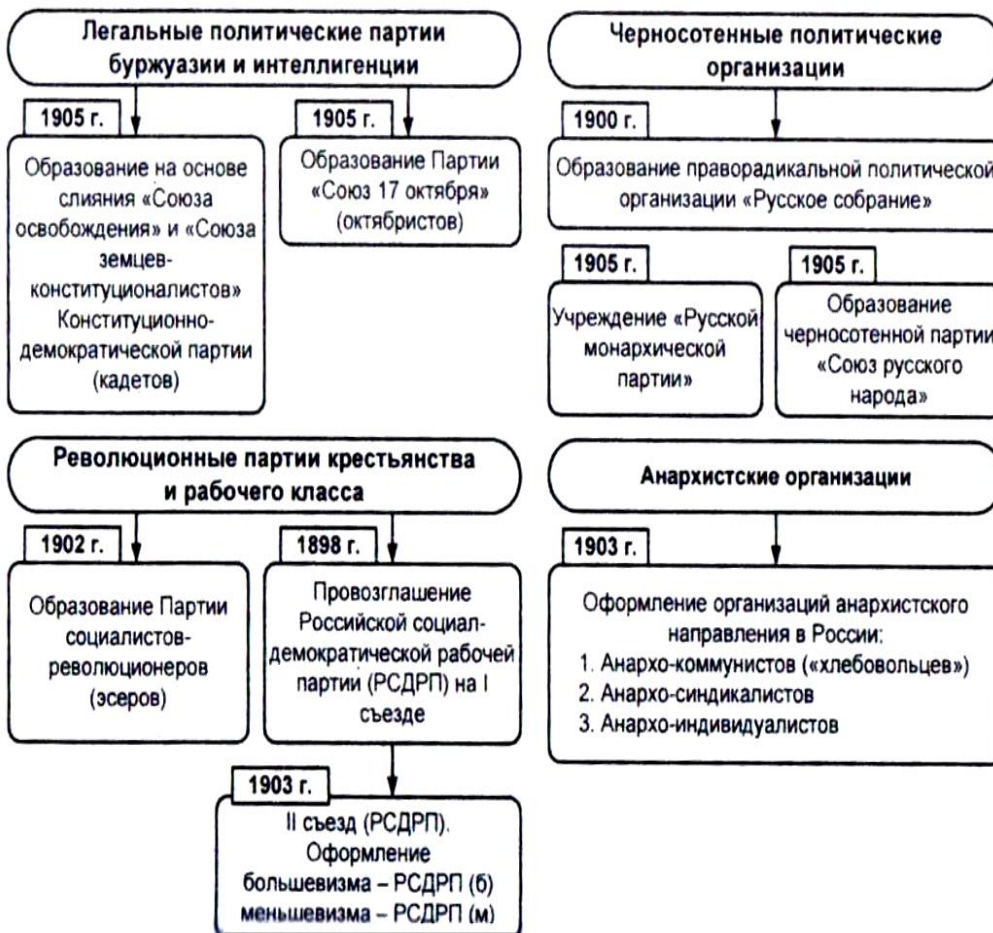 Легальные политические партии
буржуазии и интеллигенции
1905 г.
Образование на основе
слияния «Союза
освобождения» и «Союза
земцев-
конституционалистов»
Конституционно-
демократической партии
(кадетов)
1905 г.
Образование Партии
«Союз 17 октября»
(октябристов)
Черносотенные политические
организации
1900 г.
Образование праворадикальной политической
организации «Русское собрание»
1905 г.
Учреждение «Русской
монархической
партии»
1905 г.
Образование
черносотенной партии
«Союз русского
народа»
Революционные партии крестьянства
и рабочего класса
1902 г.
Образование Партии
социалистов-
революционеров
(эсеров)
1898 г.
Провозглашение
Российской социал-
демократической рабочей
партии (РСДРП) на I
съезде
1903 г.
II съезд (РСДРП).
Оформление
большевизма – РСДРП (б)
меньшевизма – РСДРП (м)
Анархистские организации
1903 г.
Оформление организаций анархистского
направления в России:
1. Анархо-коммунистов («хлебовольцев»)
2. Анархо-синдикалистов
3. Анархо-индивидуалистов